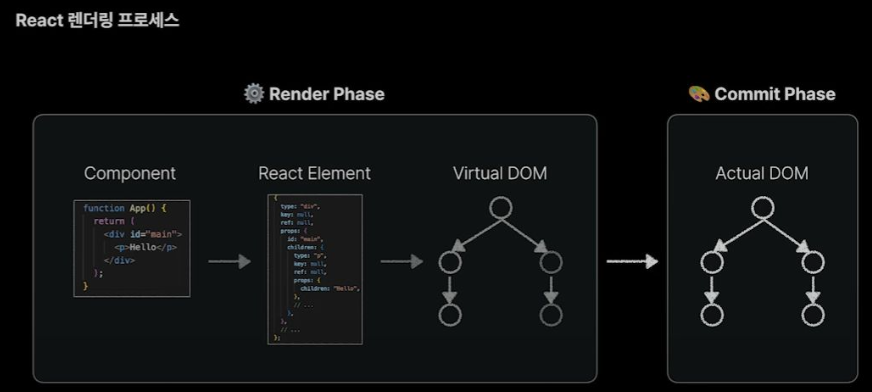 React 렌더링 프로세스
⚙️ Render Phase
🎨 Commit Phase
Component
React Element
Virtual DOM
Actual DOM
function App() {
return (
<div id="main">
<p>Hello</p>
</div>
);
}
{
type: "div",
key: null,
ref: null,
props: {
id: "main",
children: {
type: "p",
key: null,
ref: null,
props: {
children: "Hello",
},
// ...
},
},
// ...
};